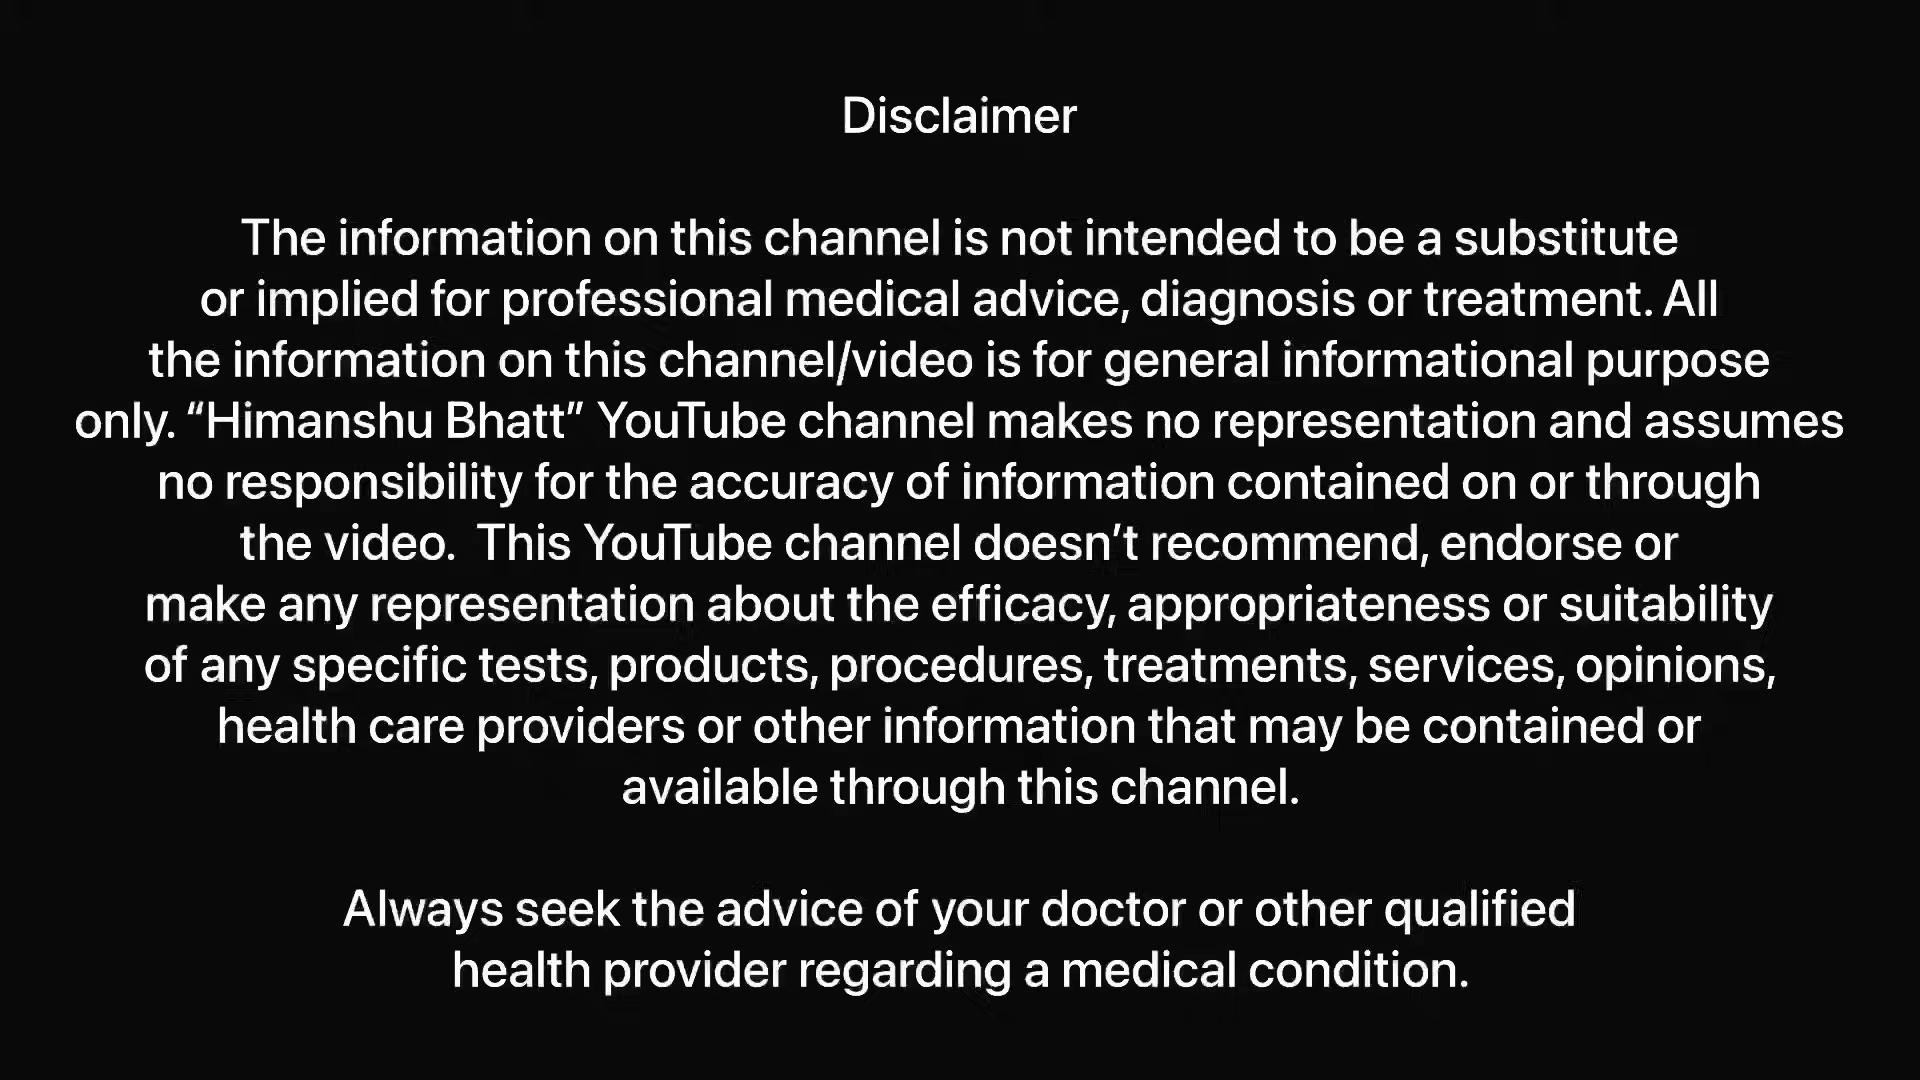 Disclaimer
The information on this channel is not intended to be a substitute
or implied for professional medical advice, diagnosis or treatment. All
the information on this channel/video is for general informational purpose
only. “Himanshu Bhatt” YouTube channel makes no representation and assumes
no responsibility for the accuracy of information contained on or through
the video.  This YouTube channel doesn’t recommend, endorse or
make any representation about the efficacy, appropriateness or suitability
of any specific tests, products, procedures, treatments, services, opinions,
health care providers or other information that may be contained or
available through this channel.
Always seek the advice of your doctor or other qualified
health provider regarding a medical condition.